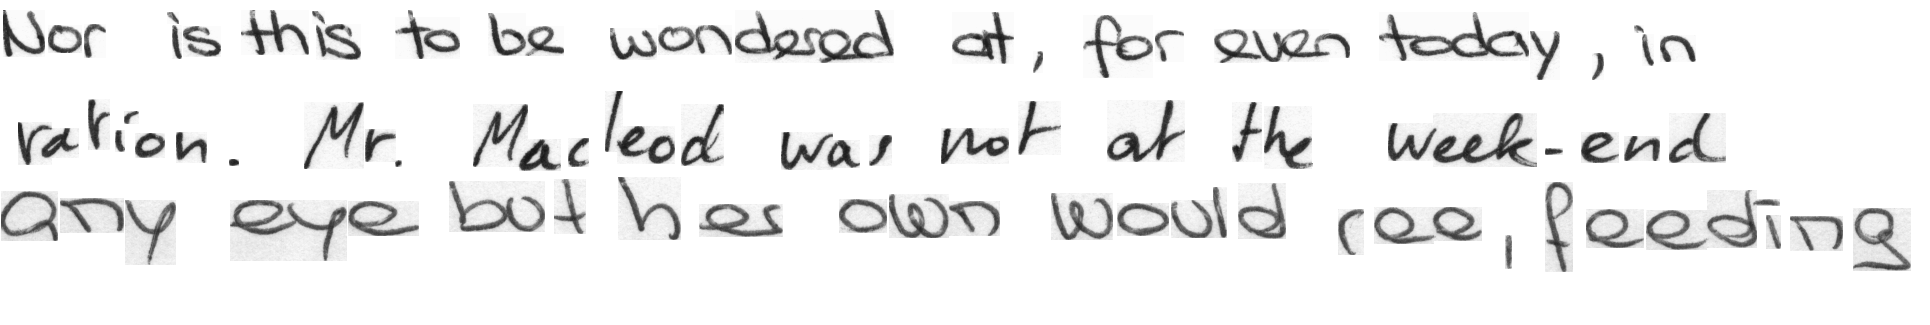 Nor is this to be wondered at, for even today, in
ration. Mr. Macleod was not at the week-end
any eye but her own would see, feeding